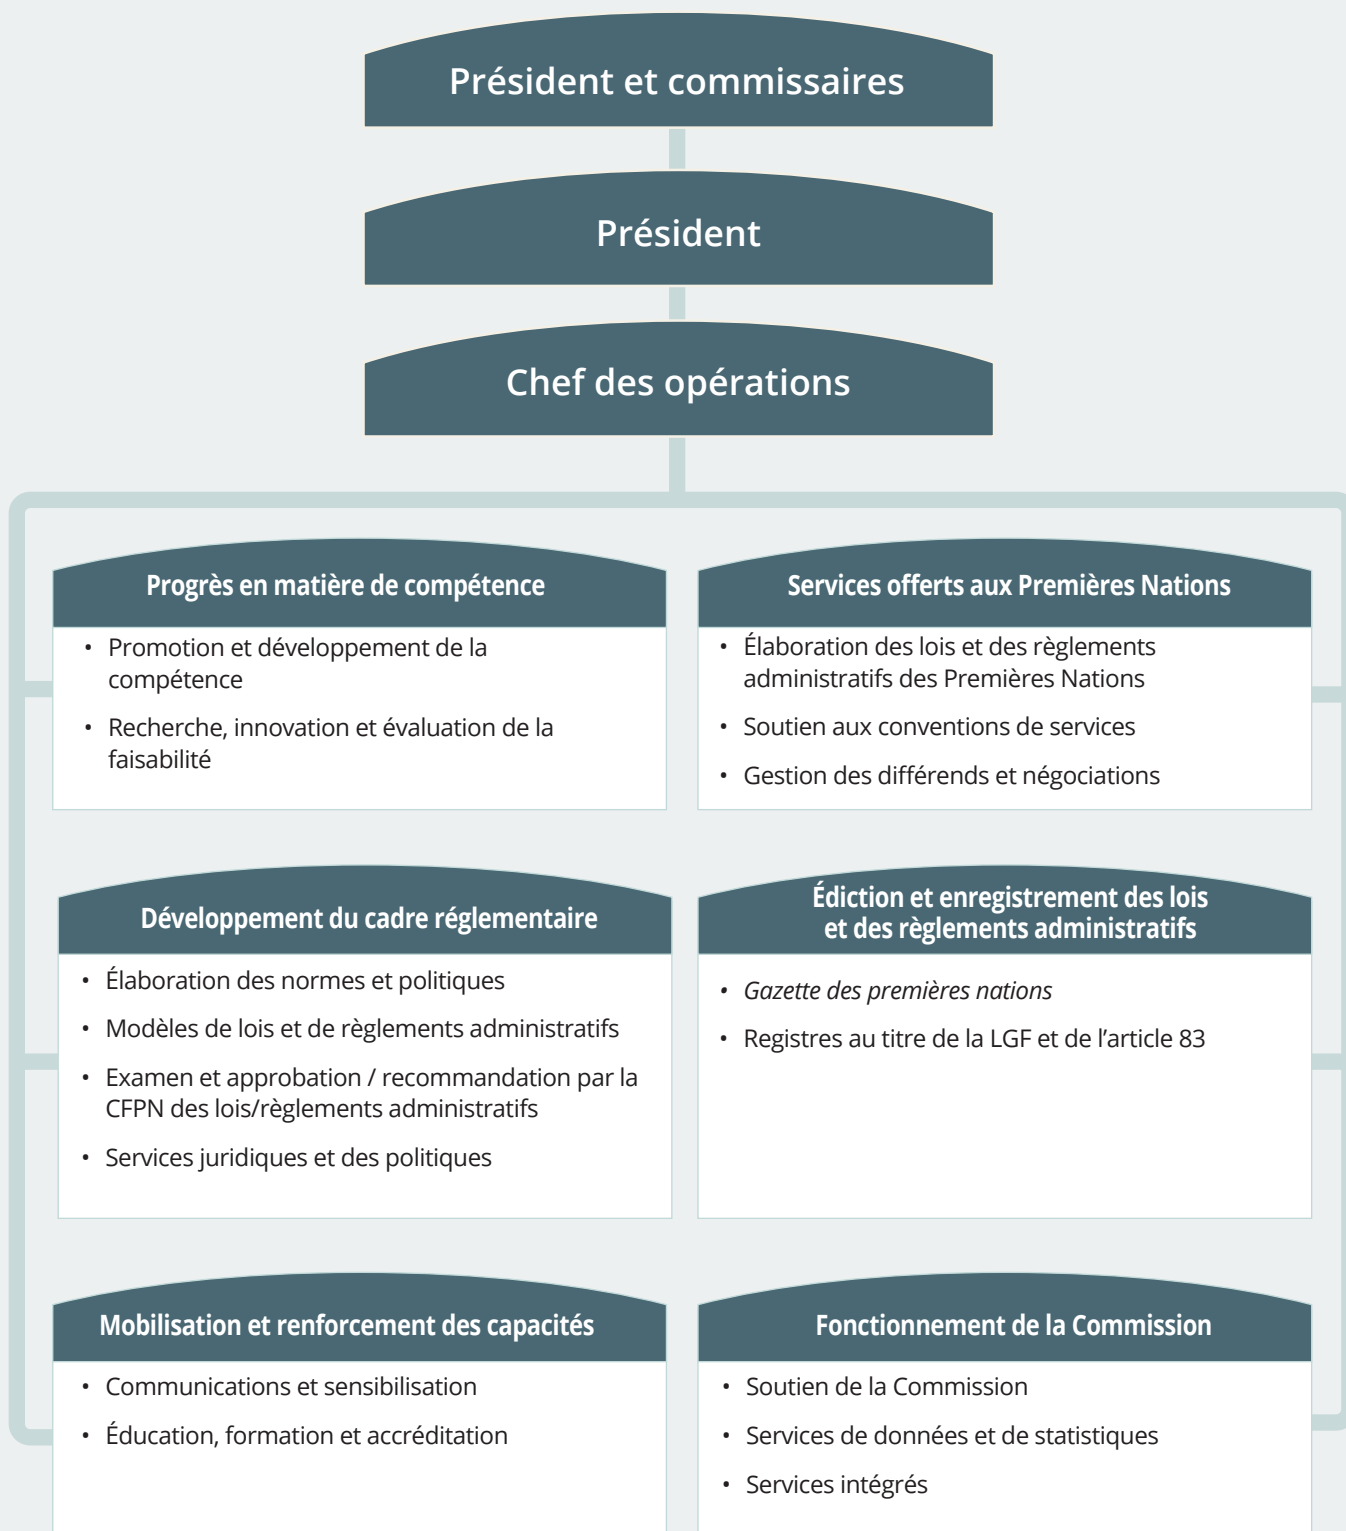 Président et commissaires
Président
Chef des opérations
Progrès en matière de compétence
• Promotion et développement de la
compétence
• Recherche, innovation et évaluation de la
faisabilité
Services offerts aux Premières Nations
• Élaboration des lois et des règlements
administratifs des Premières Nations
• Soutien aux conventions de services
• Gestion des différends et négociations
Développement du cadre réglementaire
• Élaboration des normes et politiques
• Modèles de lois et de règlements administratifs
• Examen et approbation / recommandation par la
CFPN des lois/règlements administratifs
• Services juridiques et des politiques
Édiction et enregistrement des lois
et des règlements administratifs
• Gazette des premières nations
• Registres au titre de la LGF et de l’article 83
Mobilisation et renforcement des capacités
• Communications et sensibilisation
• Éducation, formation et accréditation
Fonctionnement de la Commission
• Soutien de la Commission
• Services de données et de statistiques
• Services intégrés